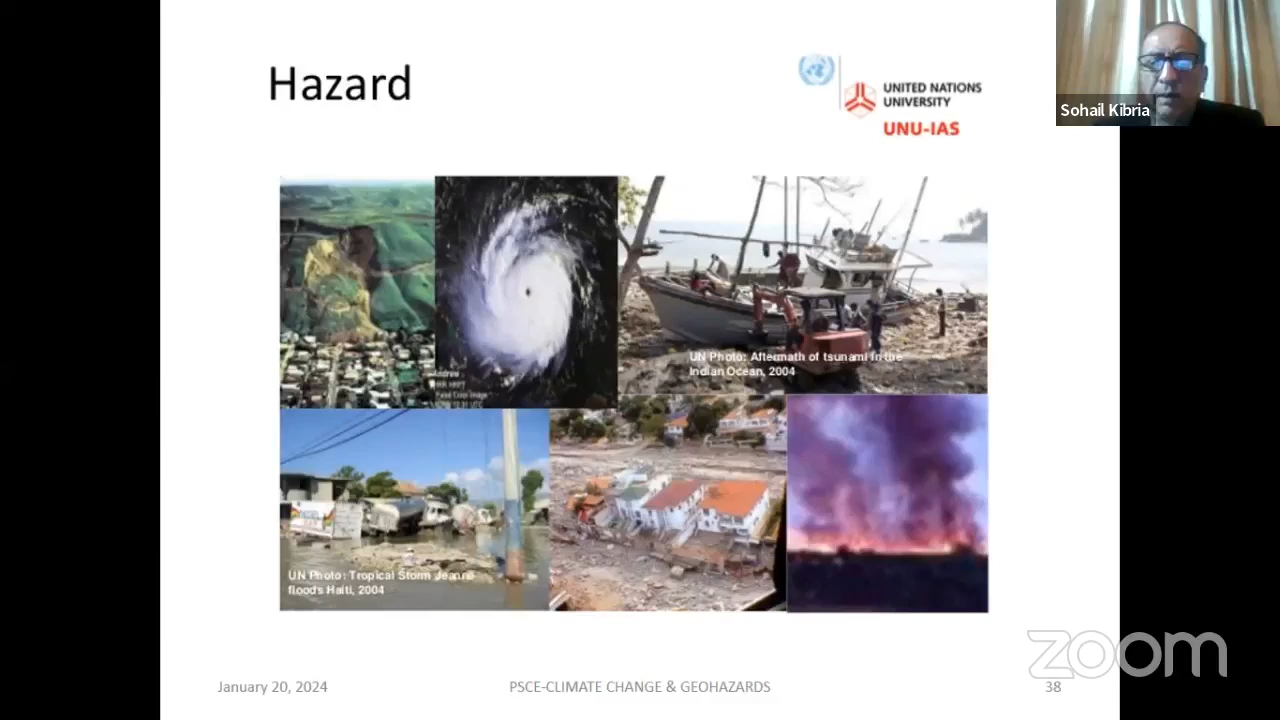 Hazard
UNITED NATIONS
UNIVERSITY
UNU-IAS
Sohail Kibria
Andrew
UN Photo: Aftermath of tsunami in the
Indian Ocean, 2004
UN Photo: Tropical Storm Jeanne
floods Haiti, 2004
zoom
January 20, 2024
PSCE-CLIMATE CHANGE & GEOHAZARDS
38